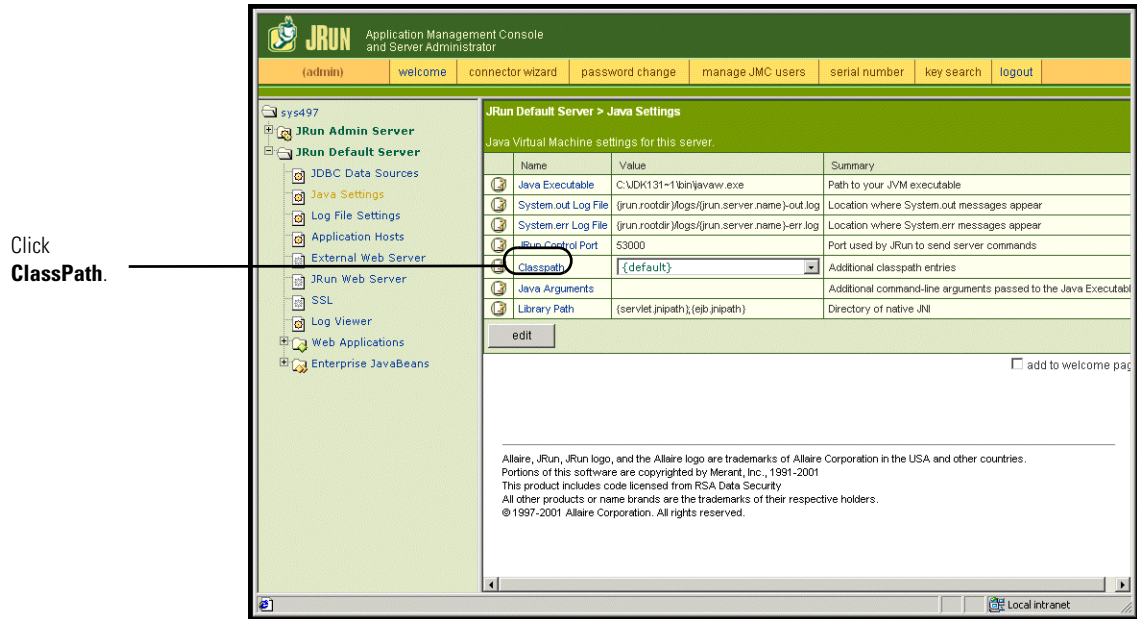 JRUN
Application Management Console
and Server Administrator
(admin) welcome connector wizard password change manage JMC users serial number key search logout
sys497
JRun Admin Server
JRun Default Server
JDBC Data Sources
Java Settings
Log File Settings
Application Hosts
External Web Server
JRun Web Server
SSL
Log Viewer
Web Applications
Enterprise JavaBeans
Click
ClassPath.
JRun Default Server > Java Settings
Java Virtual Machine settings for this server.
Name Value Summary
Java Executable C:\JDK131~1\bin\javaw.exe Path to your JVM executable
System.out Log File {jrun.rootdir}/logs/{jrun.server.name}-out.log Location where System.out messages appear
System.err Log File {jrun.rootdir}/logs/{jrun.server.name}-err.log Location where System.err messages appear
JRun Control Port 53000 Port used by JRun to send server commands
Classpath {default} Additional classpath entries
Java Arguments Additional command-line arguments passed to the Java Executabl
Library Path {servlet.jnipath};{ejb.jnipath} Directory of native JNI
edit
add to welcome pag
Allaire, JRun, JRun logo, and the Allaire logo are trademarks of Allaire Corporation in the USA and other countries.
Portions of this software are copyrighted by Merant, Inc., 1991-2001
This product includes code licensed from RSA Data Security
All other products or name brands are the trademarks of their respective holders.
© 1997-2001 Allaire Corporation. All rights reserved.
Local intranet